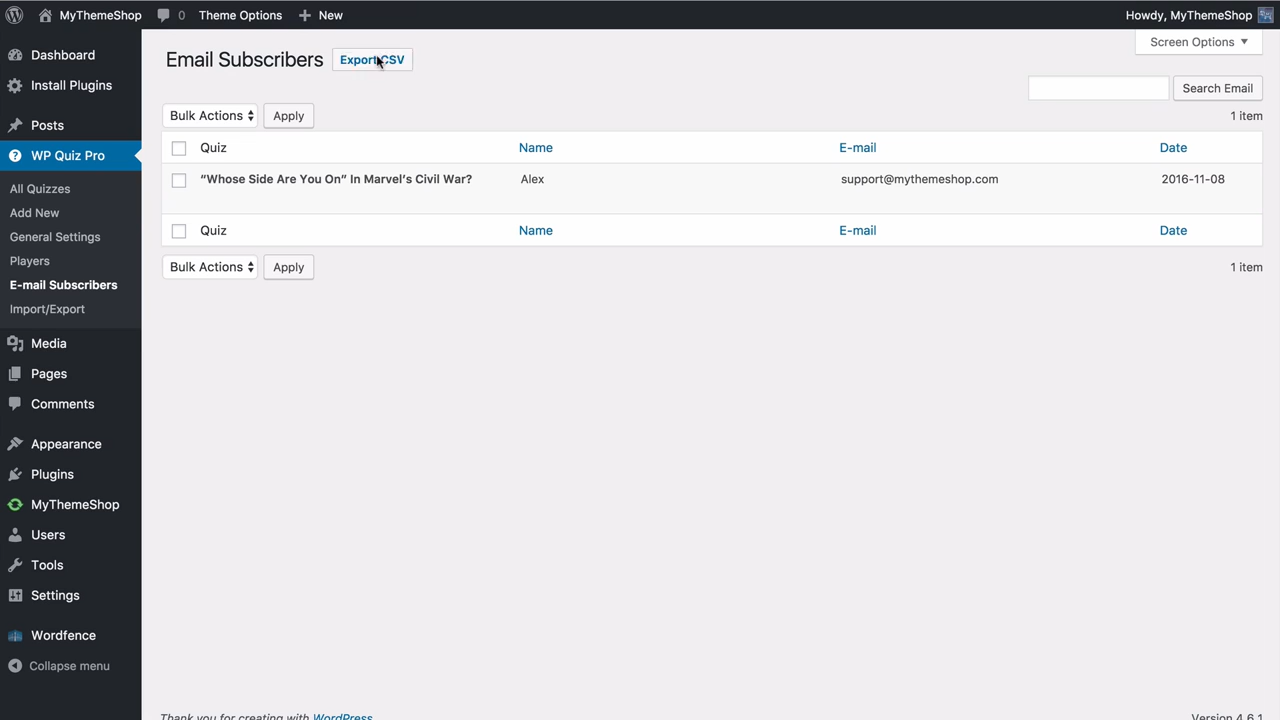 MyThemeShop 0 Theme Options New Howdy, MyThemeShop
Dashboard
Install Plugins
Posts
WP Quiz Pro
All Quizzes
Add New
General Settings
Players
E-mail Subscribers
Import/Export
Media
Pages
Comments
Appearance
Plugins
MyThemeShop
Users
Tools
Settings
Wordfence
Collapse menu
Screen Options
Email Subscribers Export CSV
Search Email
Bulk Actions Apply 1 item
Quiz Name E-mail Date
“Whose Side Are You On” In Marvel’s Civil War? Alex support@mythemeshop.com 2016-11-08
Quiz Name E-mail Date
Bulk Actions Apply 1 item
Thank you for creating with WordPress Version 4.6.1